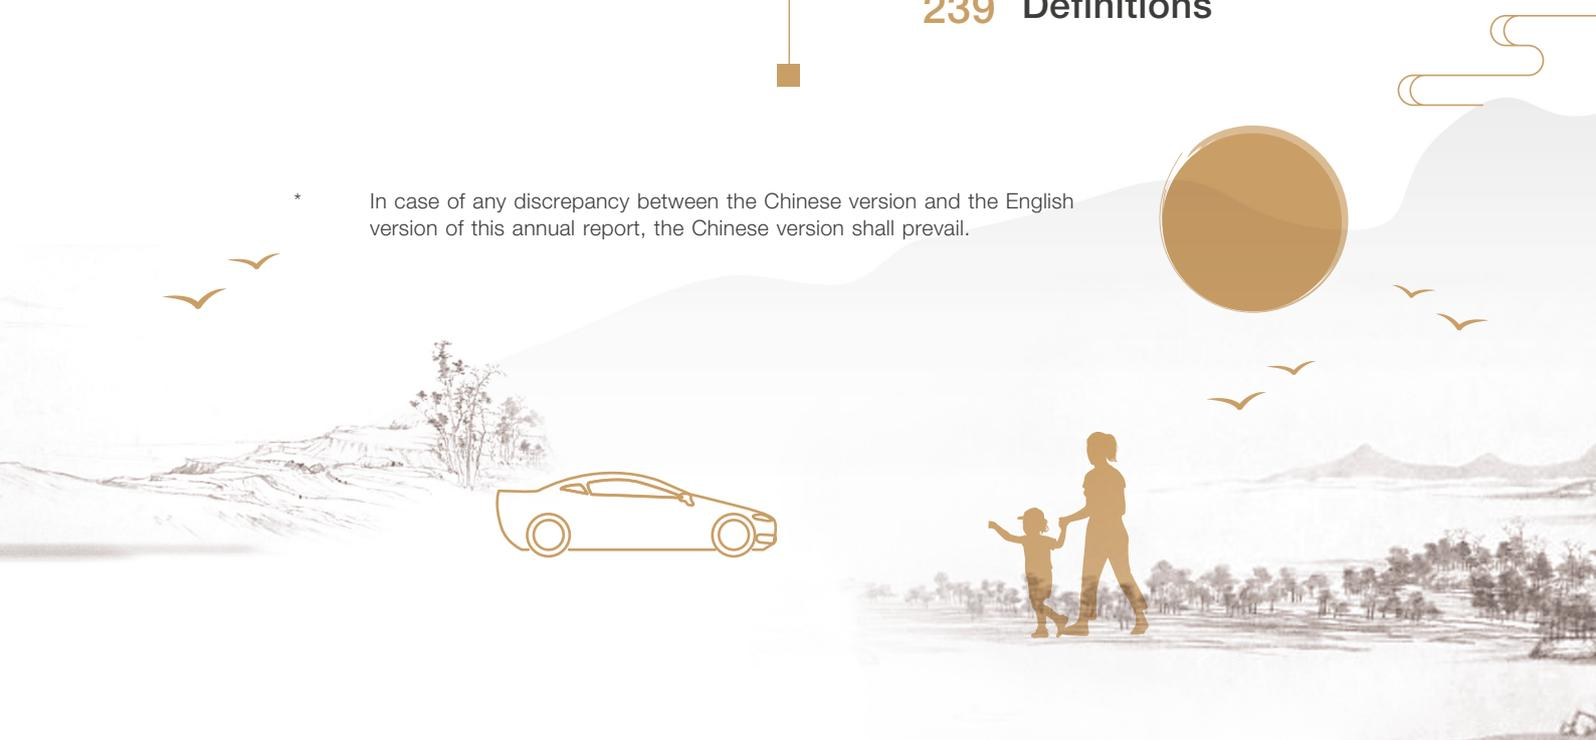 239 Definitions
* In case of any discrepancy between the Chinese version and the English
version of this annual report, the Chinese version shall prevail.